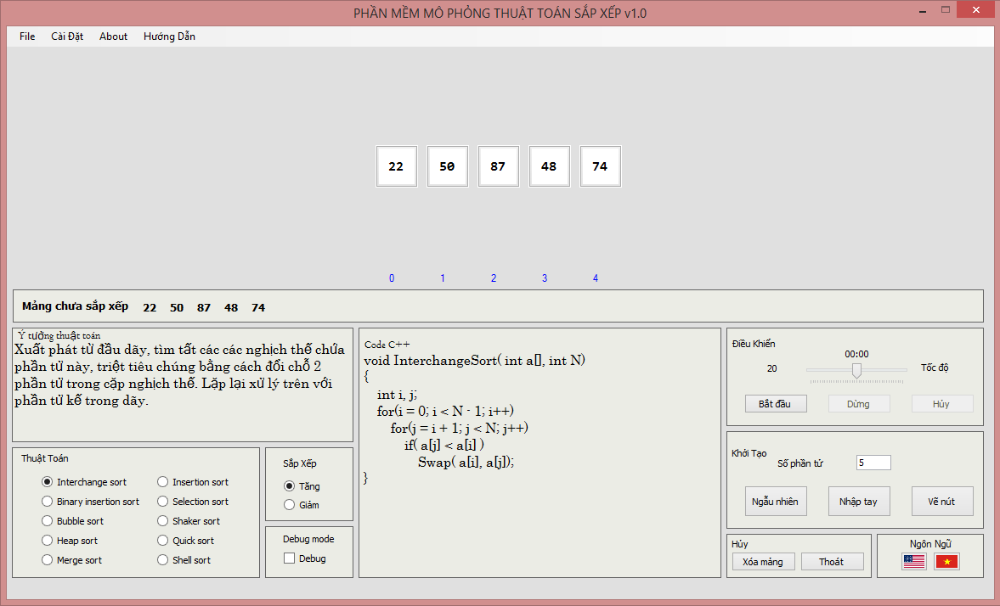 PHẦN MỀM MÔ PHỎNG THUẬT TOÁN SẮP XẾP v1.0
File Cài Đặt About Hướng Dẫn
22 50 87 48 74
0 1 2 3 4
Mảng chưa sắp xếp 22 50 87 48 74
Ý tưởng thuật toán
Xuất phát từ đầu dãy, tìm tất các các nghịch thế chứa
phần tử này, triệt tiêu chúng bằng cách đổi chỗ 2
phần tử trong cặp nghịch thế. Lặp lại xử lý trên với
phần tử kế trong dãy.
Thuật Toán
Interchange sort Insertion sort
Binary insertion sort Selection sort
Bubble sort Shaker sort
Heap sort Quick sort
Merge sort Shell sort
Sắp Xếp
Tăng
Giảm
Debug mode
Debug
Code C++
void InterchangeSort( int a[], int N)
{
int i, j;
for(i = 0; i < N - 1; i++)
for(j = i + 1; j < N; j++)
if( a[j] < a[i] )
Swap( a[i], a[j]);
}
Điều Khiển
00:00
20 Tốc độ
Bắt đầu Dừng Hủy
Khởi Tạo
Số phần tử 5
Ngẫu nhiên Nhập tay Vẽ nút
Hủy
Xóa mảng Thoát
Ngôn Ngữ